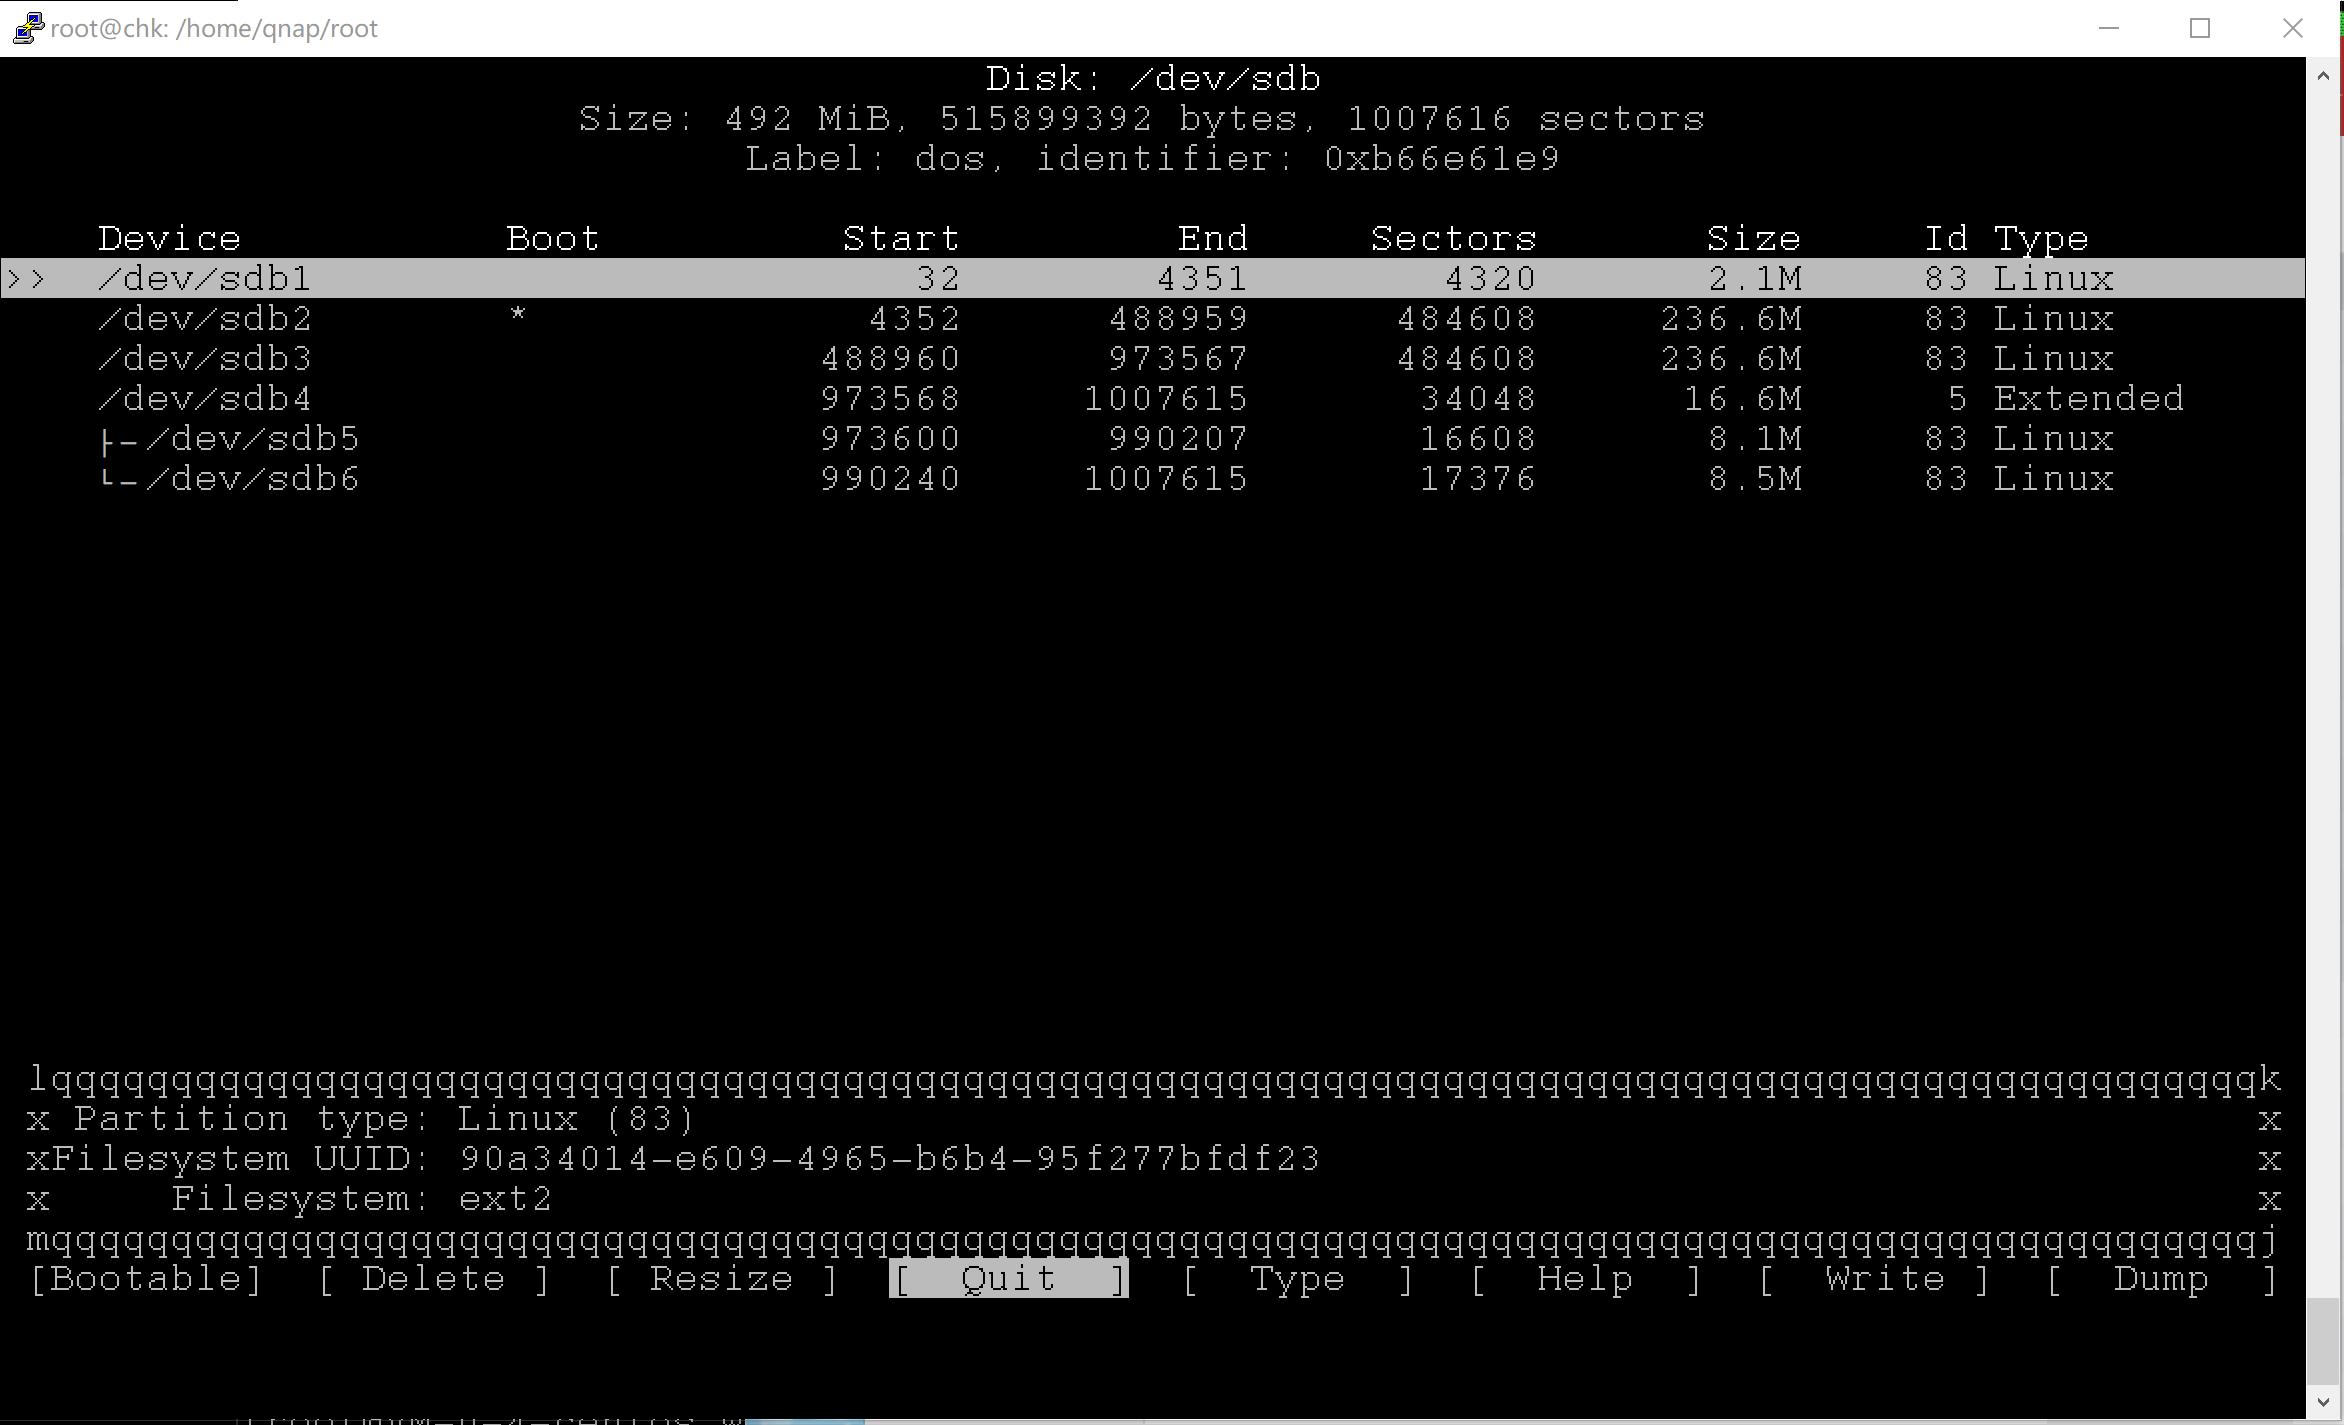 root@chk: /home/qnap/root
Disk: /dev/sdb
Size: 492 MiB, 515899392 bytes, 1007616 sectors
Label: dos, identifier: 0xb66e61e9
Device Boot Start End Sectors Size Id Type
>> /dev/sdb1 32 4351 4320 2.1M 83 Linux
/dev/sdb2 * 4352 488959 484608 236.6M 83 Linux
/dev/sdb3 488960 973567 484608 236.6M 83 Linux
/dev/sdb4 973568 1007615 34048 16.6M 5 Extended
├-/dev/sdb5 973600 990207 16608 8.1M 83 Linux
└-/dev/sdb6 990240 1007615 17376 8.5M 83 Linux
lqqqqqqqqqqqqqqqqqqqqqqqqqqqqqqqqqqqqqqqqqqqqqqqqqqqqqqqqqqqqqqqqqqqqqqqqqqqqqqqqqqqqqqqqqqqqk
x Partition type: Linux (83) x
xFilesystem UUID: 90a34014-e609-4965-b6b4-95f277bfdf23 x
x Filesystem: ext2 x
mqqqqqqqqqqqqqqqqqqqqqqqqqqqqqqqqqqqqqqqqqqqqqqqqqqqqqqqqqqqqqqqqqqqqqqqqqqqqqqqqqqqqqqqqqqqqj
[Bootable] [ Delete ] [ Resize ] [ Quit ] [ Type ] [ Help ] [ Write ] [ Dump ]